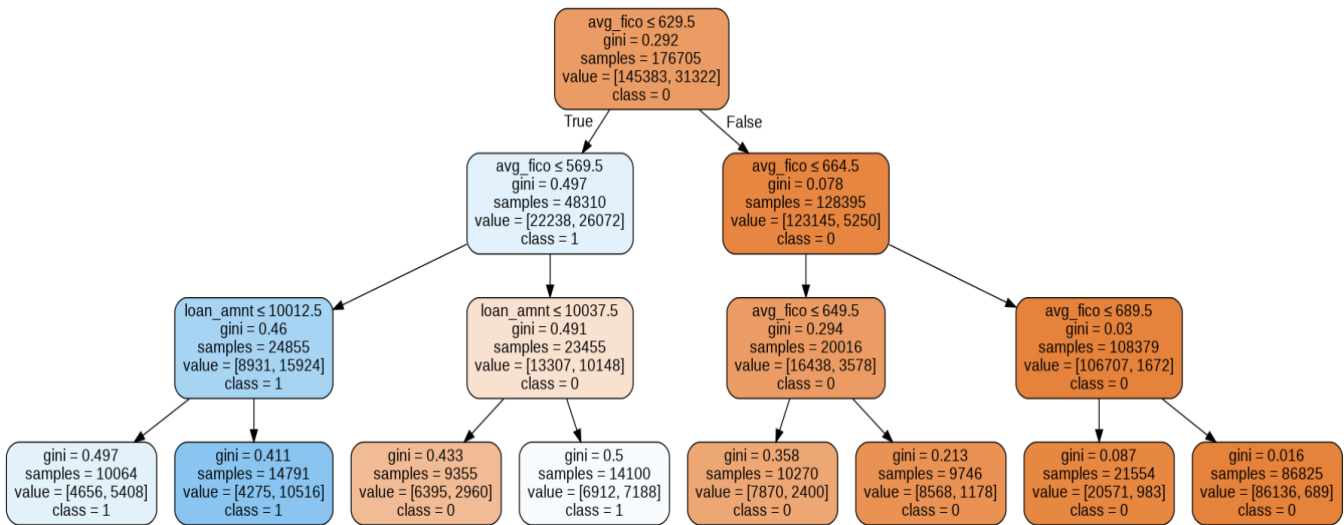 avg_fico ≤ 629.5
gini = 0.292
samples = 176705
value = [145383, 31322]
class = 0
True
False
avg_fico ≤ 569.5
gini = 0.497
samples = 48310
value = [22238, 26072]
class = 1
avg_fico ≤ 664.5
gini = 0.078
samples = 128395
value = [123145, 5250]
class = 0
loan_amnt ≤ 10012.5
gini = 0.46
samples = 24855
value = [8931, 15924]
class = 1
loan_amnt ≤ 10037.5
gini = 0.491
samples = 23455
value = [13307, 10148]
class = 0
avg_fico ≤ 649.5
gini = 0.294
samples = 20016
value = [16438, 3578]
class = 0
avg_fico ≤ 689.5
gini = 0.03
samples = 108379
value = [106707, 1672]
class = 0
gini = 0.497
samples = 10064
value = [4656, 5408]
class = 1
gini = 0.411
samples = 14791
value = [4275, 10516]
class = 1
gini = 0.433
samples = 9355
value = [6395, 2960]
class = 0
gini = 0.5
samples = 14100
value = [6912, 7188]
class = 1
gini = 0.358
samples = 10270
value = [7870, 2400]
class = 0
gini = 0.213
samples = 9746
value = [8568, 1178]
class = 0
gini = 0.087
samples = 21554
value = [20571, 983]
class = 0
gini = 0.016
samples = 86825
value = [86136, 689]
class = 0